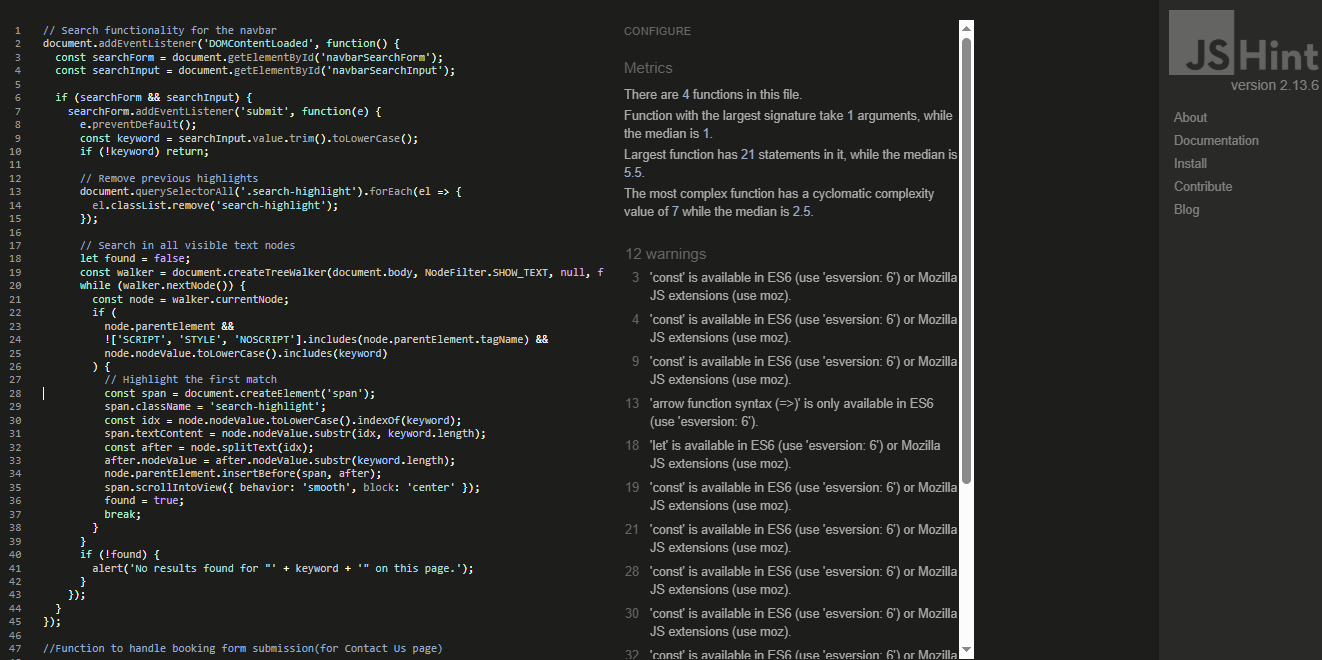 1 // Search functionality for the navbar
2 document.addEventListener('DOMContentLoaded', function() {
3 const searchForm = document.getElementById('navbarSearchForm');
4 const searchInput = document.getElementById('navbarSearchInput');
5
6 if (searchForm && searchInput) {
7 searchForm.addEventListener('submit', function(e) {
8 e.preventDefault();
9 const keyword = searchInput.value.trim().toLowerCase();
10 if (!keyword) return;
11
12 // Remove previous highlights
13 document.querySelectorAll('.search-highlight').forEach(el => {
14 el.classList.remove('search-highlight');
15 });
16
17 // Search in all visible text nodes
18 let found = false;
19 const walker = document.createTreeWalker(document.body, NodeFilter.SHOW_TEXT, null, f
20 while (walker.nextNode()) {
21 const node = walker.currentNode;
22 if (
23 node.parentElement &&
24 !['SCRIPT', 'STYLE', 'NOSCRIPT'].includes(node.parentElement.tagName) &&
25 node.nodeValue.toLowerCase().includes(keyword)
26 ) {
27 // Highlight the first match
28 const span = document.createElement('span');
29 span.className = 'search-highlight';
30 const idx = node.nodeValue.toLowerCase().indexOf(keyword);
31 span.textContent = node.nodeValue.substr(idx, keyword.length);
32 const after = node.splitText(idx);
33 after.nodeValue = after.nodeValue.substr(keyword.length);
34 node.parentElement.insertBefore(span, after);
35 span.scrollIntoView({ behavior: 'smooth', block: 'center' });
36 found = true;
37 break;
38 }
39 }
40 if (!found) {
41 alert('No results found for "' + keyword + '" on this page.');
42 }
43 });
44 }
45 });
46
47 //Function to handle booking form submission(for Contact Us page)
CONFIGURE
Metrics
There are 4 functions in this file.
Function with the largest signature take 1 arguments, while
the median is 1.
Largest function has 21 statements in it, while the median is
5.5.
The most complex function has a cyclomatic complexity
value of 7 while the median is 2.5.
12 warnings
3 'const' is available in ES6 (use 'esversion: 6') or Mozilla
JS extensions (use moz).
4 'const' is available in ES6 (use 'esversion: 6') or Mozilla
JS extensions (use moz).
9 'const' is available in ES6 (use 'esversion: 6') or Mozilla
JS extensions (use moz).
13 'arrow function syntax (=>)' is only available in ES6
(use 'esversion: 6').
18 'let' is available in ES6 (use 'esversion: 6') or Mozilla
JS extensions (use moz).
19 'const' is available in ES6 (use 'esversion: 6') or Mozilla
JS extensions (use moz).
21 'const' is available in ES6 (use 'esversion: 6') or Mozilla
JS extensions (use moz).
28 'const' is available in ES6 (use 'esversion: 6') or Mozilla
JS extensions (use moz).
30 'const' is available in ES6 (use 'esversion: 6') or Mozilla
JS extensions (use moz).
32 'const' is available in ES6 (use 'esversion: 6') or Mozilla
JSHint
version 2.13.6
About
Documentation
Install
Contribute
Blog